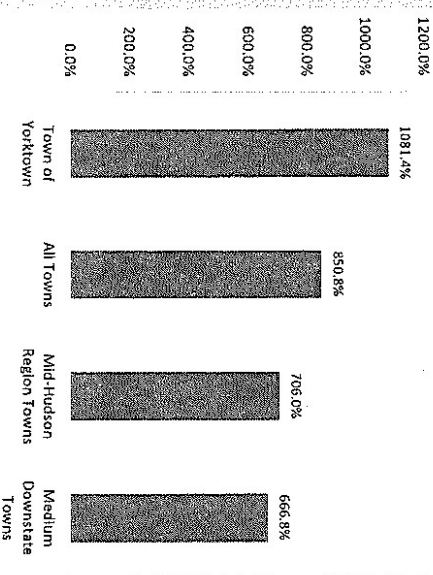 1200.0%
1000.0%
800.0%
600.0%
400.0%
200.0%
0.0%
1081.4%
850.8%
706.0%
666.8%
Town of
Yorktown
All Towns
Mid-Hudson
Region Towns
Medium
Downstate
Towns